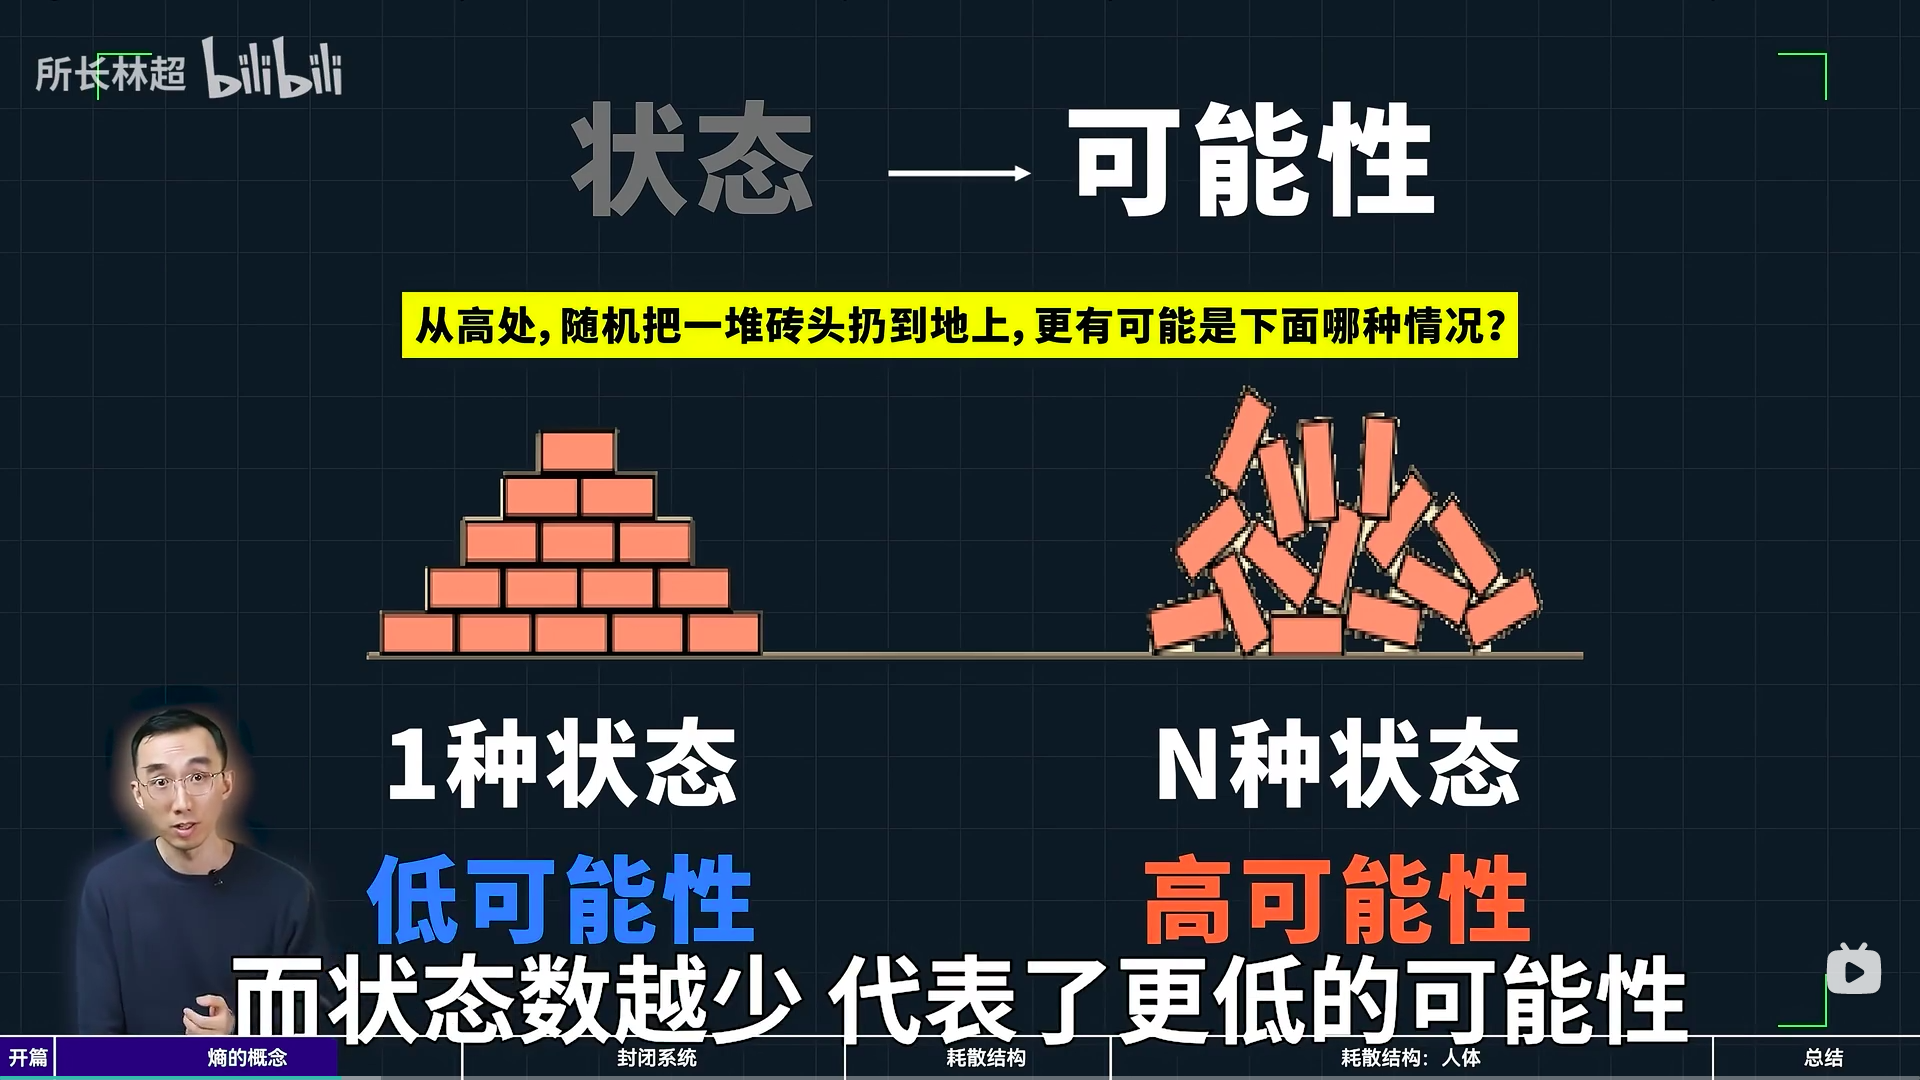 所长林超 bilibili
状态 可能性
从高处,随机把一堆砖头扔到地上,更有可能是下面哪种情况?
1种状态 N种状态
低可能性 高可能性
而状态数越少 代表了更低的可能性
开篇 熵的概念 封闭系统 耗散结构 耗散结构：人体 总结